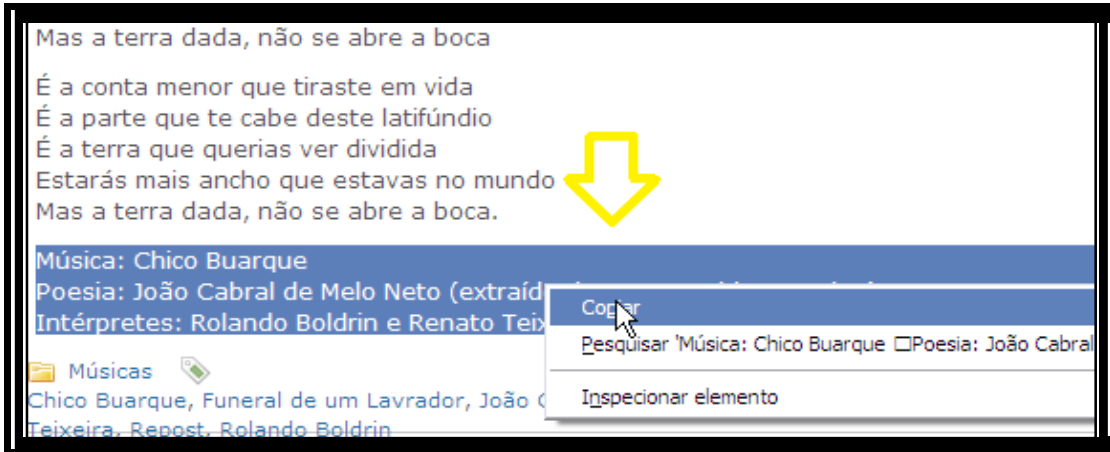 Mas a terra dada, não se abre a boca
É a conta menor que tiraste em vida
É a parte que te cabe deste latifúndio
É a terra que querias ver dividida
Estarás mais ancho que estavas no mundo
Mas a terra dada, não se abre a boca.
Música: Chico Buarque
Poesia: João Cabral de Melo Neto (extraíd
Intérpretes: Rolando Boldrin e Renato Teix
Copiar
Pesquisar 'Música: Chico Buarque □Poesia: João Cabral
Inspecionar elemento
Músicas
Chico Buarque, Funeral de um Lavrador, João
Teixeira, Repost, Rolando Boldrin